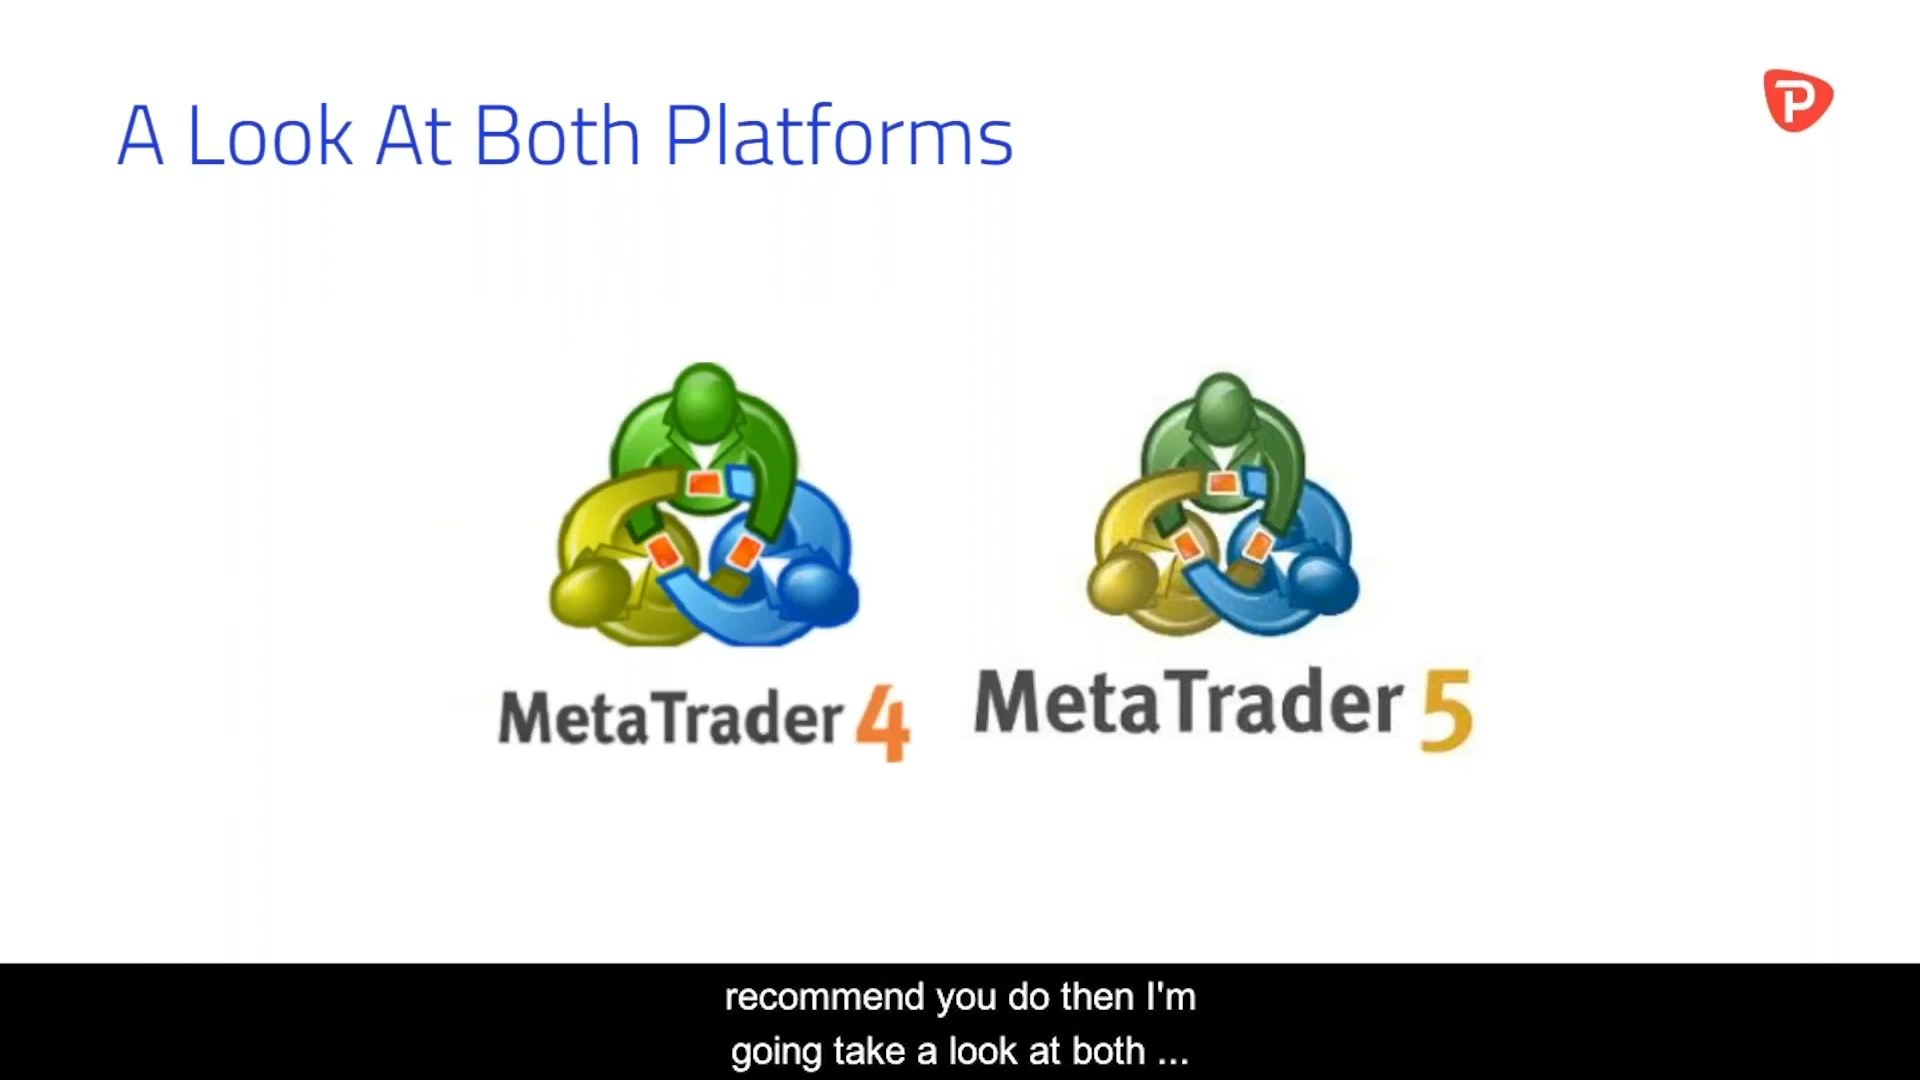 A Look At Both Platforms
P
MetaTrader 4
MetaTrader 5
recommend you do then I'm
going take a look at both ...